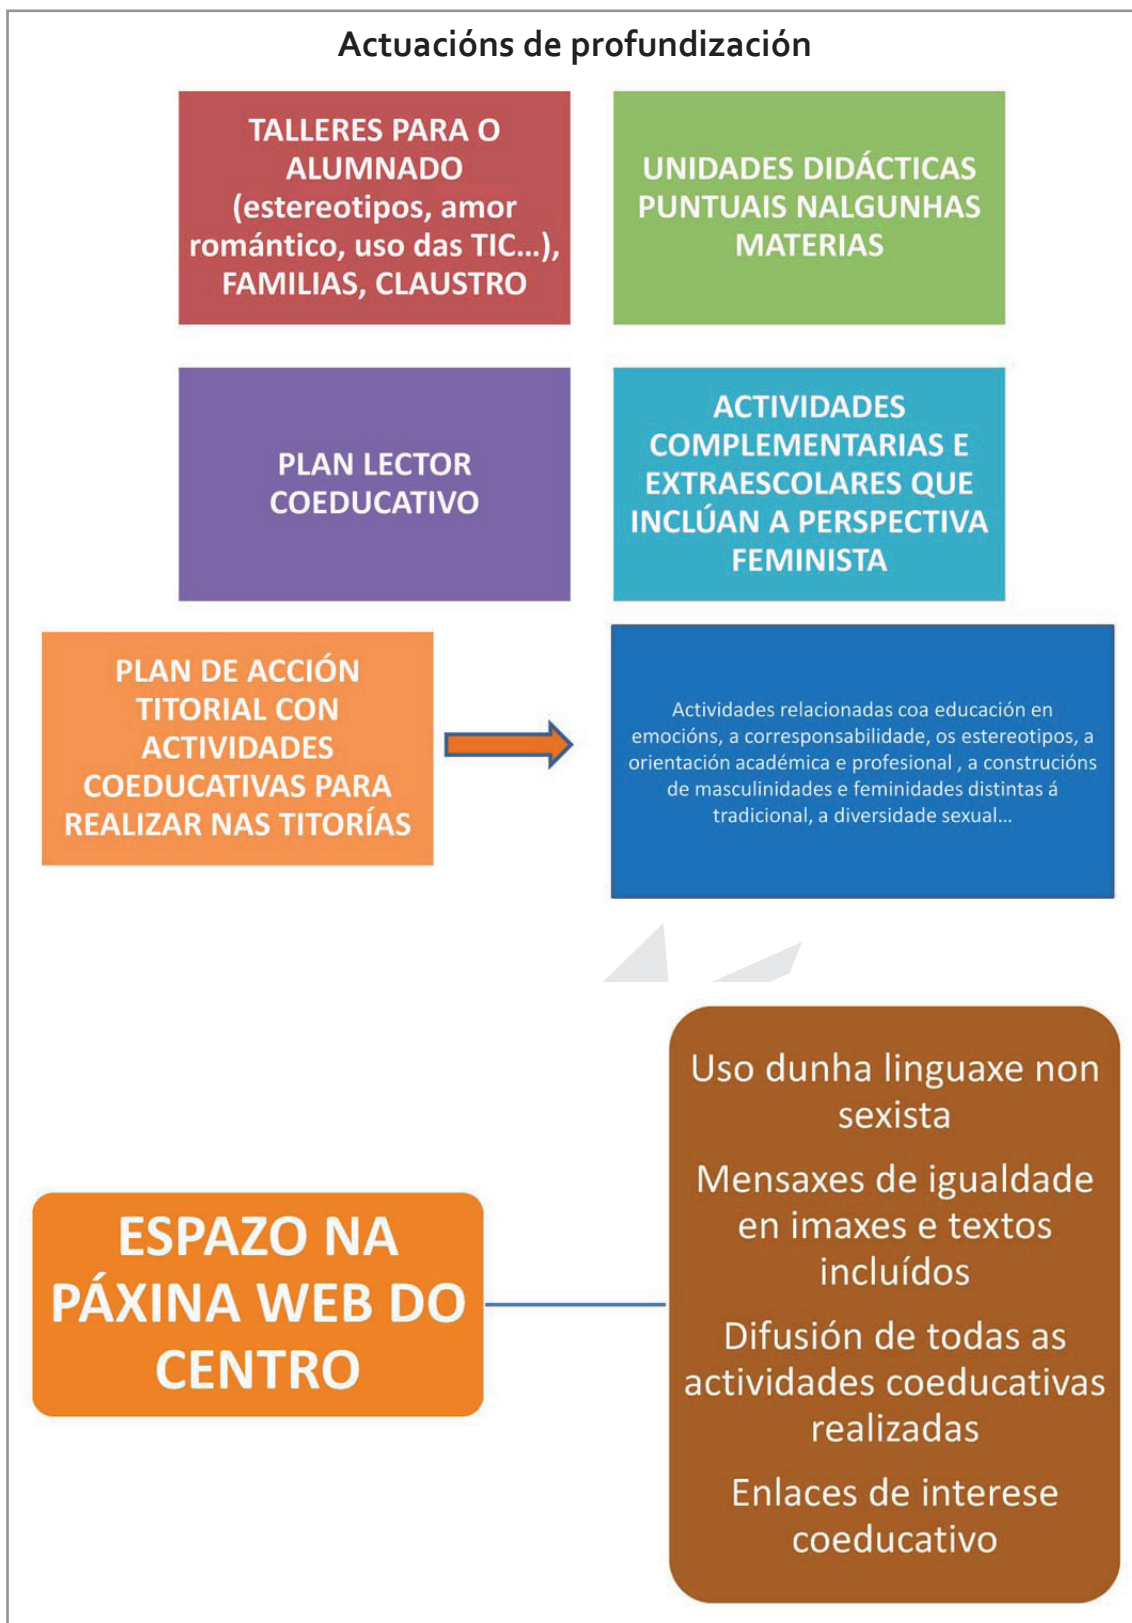 Actuacións de profundización
TALLERES PARA O
ALUMNADO
(estereotipos, amor
romántico, uso das TIC...),
FAMILIAS, CLAUSTRO
UNIDADES DIDÁCTICAS
PUNTUAIS NALGUNHAS
MATERIAS
PLAN LECTOR
COEDUCATIVO
ACTIVIDADES
COMPLEMENTARIAS E
EXTRAESCOLARES QUE
INCLÚAN A PERSPECTIVA
FEMINISTA
PLAN DE ACCIÓN
TITORIAL CON
ACTIVIDADES
COEDUCATIVAS PARA
REALIZAR NAS TITORÍAS
Actividades relacionadas coa educación en
emocións, a corresponsabilidade, os estereotipos, a
orientación académica e profesional , a construcións
de masculinidades e feminidades distintas á
tradicional, a diversidade sexual...
ESPAZO NA
PÁXINA WEB DO
CENTRO
Uso dunha linguaxe non
sexista
Mensaxes de igualdade
en imaxes e textos
incluídos
Difusión de todas as
actividades coeducativas
realizadas
Enlaces de interese
coeducativo